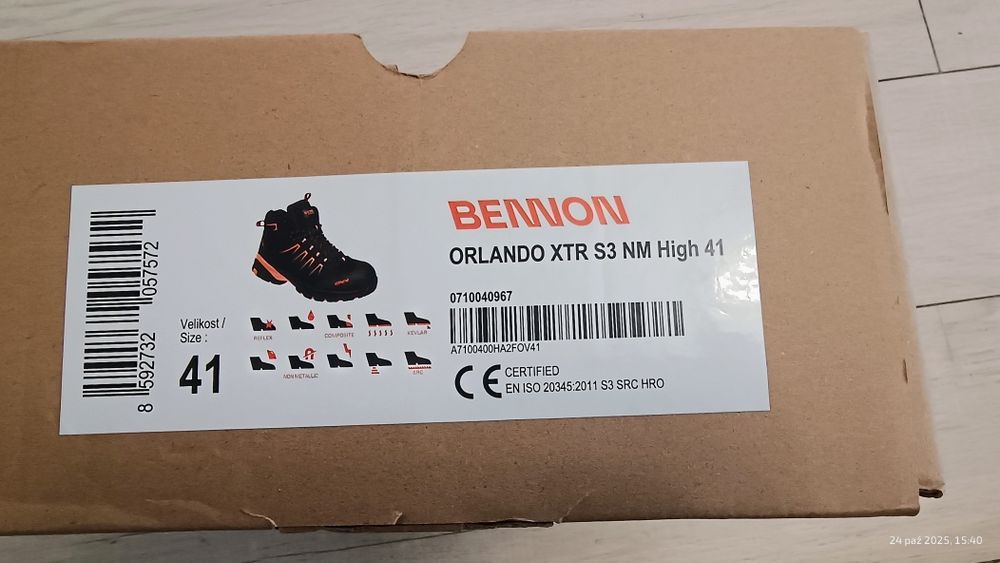 BENNON
ORLANDO XTR S3 NM High 41
0710040967
A7100400HA2FOV41
CERTIFIED
EN ISO 20345:2011 S3 SRC HRO
CE
Velikost /
Size :
41
REFLEX
COMPOSITE
KEVLAR
NON METALLIC
SRC
8 592732 057572
24 paź 2025, 15:40